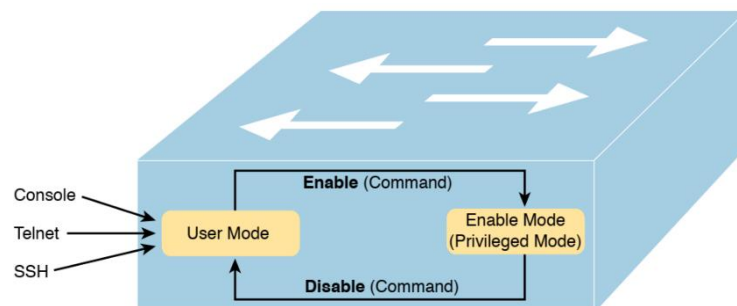 Console
Telnet
SSH
User Mode
Enable (Command)
Enable Mode
(Privileged Mode)
Disable (Command)